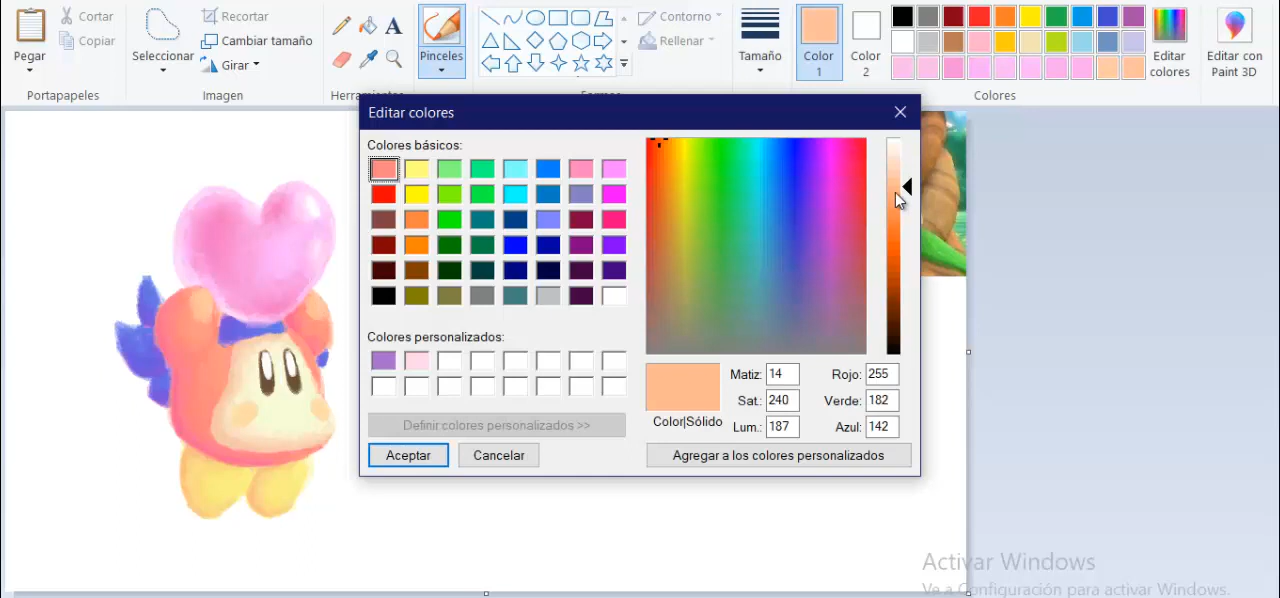 Pegar
Cortar
Copiar
Portapapeles
Seleccionar
Recortar
Cambiar tamaño
Girar
Imagen
A
Pinceles
Contorno
Rellenar
Tamaño
Color 1
Color 2
Editar colores
Editar con Paint 3D
Colores
Editar colores
Colores básicos:
Colores personalizados:
Definir colores personalizados >>
Aceptar
Cancelar
Color|Sólido
Matiz: 14
Sat.: 240
Lum.: 187
Rojo: 255
Verde: 182
Azul: 142
Agregar a los colores personalizados
Activar Windows
Ve a Configuración para activar Windows.